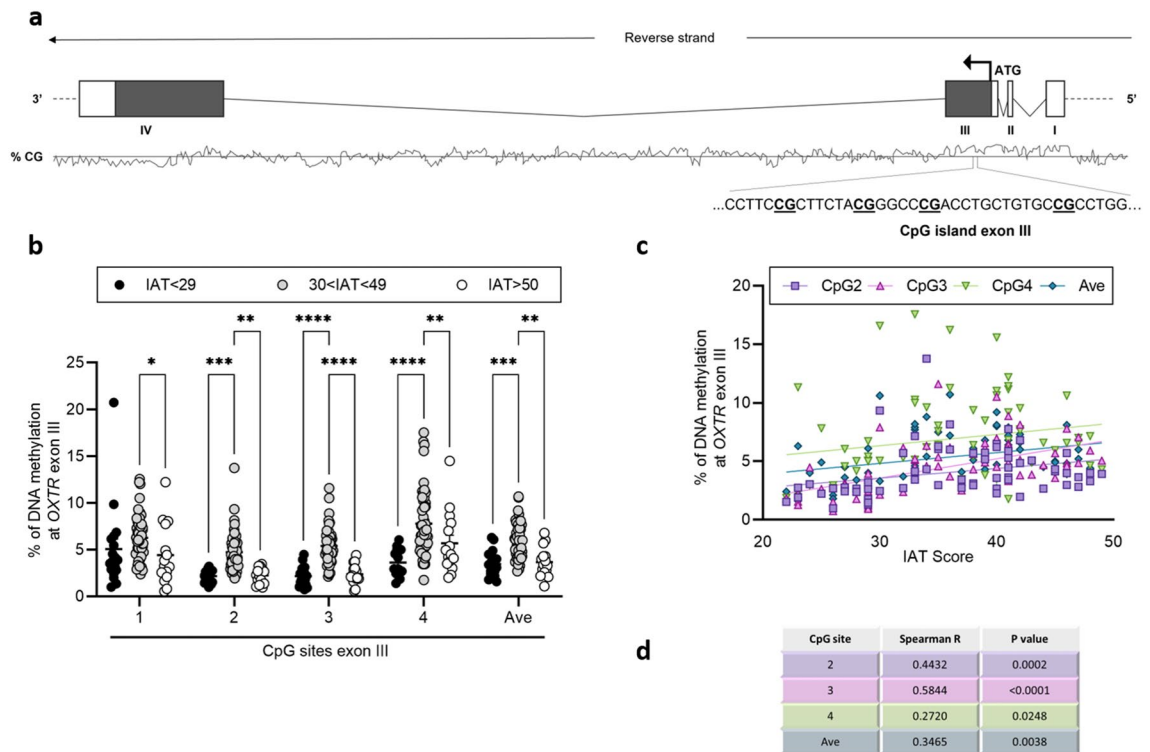 a
Reverse strand
ATG
3'
5'
IV
III
II
I
% CG
...CCTTCCGCTTCTACGGGCCCGACCTGCTGTGCCGCCTGG...
CpG island exon III
b
IAT<29
30<IAT<49
IAT>50
* *** ** **** **** **** ** *** **
% of DNA methylation
at OXTR exon III
25
20
15
10
5
0
1 2 3 4 Ave
CpG sites exon III
c
CpG2 CpG3 CpG4 Ave
% of DNA methylation
at OXTR exon III
20
15
10
5
0
20 30 40 50
IAT Score
d
CpG site Spearman R P value
2 0.4432 0.0002
3 0.5844 <0.0001
4 0.2720 0.0248
Ave 0.3465 0.0038